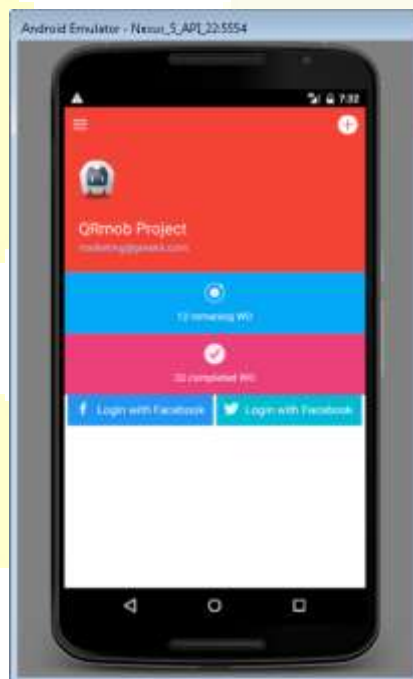 Android Emulator - Nexus_5_API_22:5554
7:32
QRmob Project
12 remaining WO
completed WO
Login with Facebook
Login with Facebook